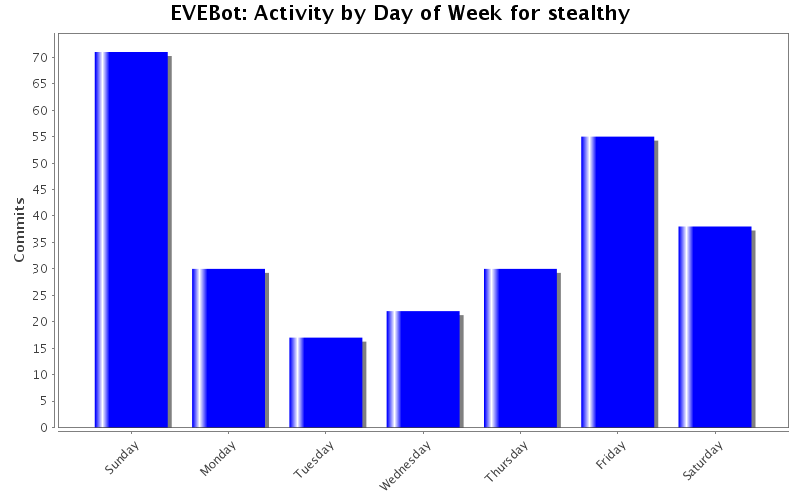 EVEBot: Activity by Day of Week for stealthy
Commits
70
65
60
55
50
45
40
35
30
25
20
15
10
5
0
Sunday
Monday
Tuesday
Wednesday
Thursday
Friday
Saturday